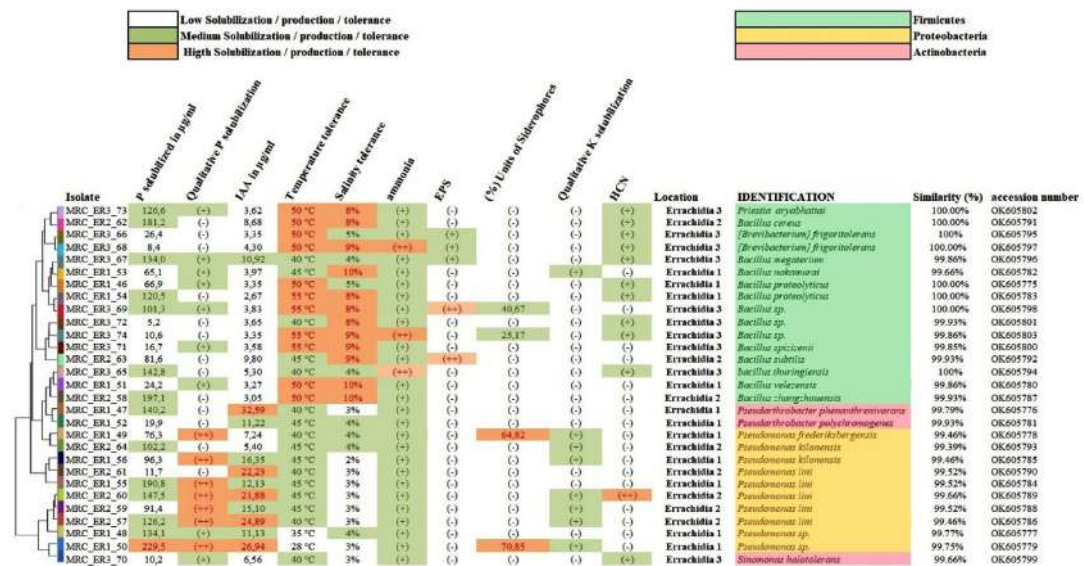 Low Solubilization / production / tolerance
Medium Solubilization / production / tolerance
Higth Solubilization / production / tolerance
Firmicutes
Proteobacteria
Actinobacteria
Isolate P solubilized in µg/ml Qualitative P solubilization IAA in µg/ml Temperature tolerance Salinity tolerance ammonia EPS (%) Units of Siderophores Qualitative K solubilization HCN Location IDENTIFICATION Similarity (%) accession number
MRC_ER3_73 126,6 (+) 3,62 50 °C 8% (+) (-) (-) (-) (+) Errachidia 3 Priestia aryabhattai 100.00% OK605802
MRC_ER2_62 181,2 (-) 8,68 50 °C 8% (+) (-) (-) (-) (+) Errachidia 2 Bacillus cereus 100.00% OK605791
MRC_ER3_66 26,4 (-) 3,35 50 °C 5% (+) (+) (-) (-) (+) Errachidia 3 [Brevibacterium] frigoritolerans 100% OK605795
MRC_ER3_68 8,4 (-) 4,30 50 °C 9% (++) (+) (-) (-) (+) Errachidia 3 [Brevibacterium] frigoritolerans 100.00% OK605797
MRC_ER3_67 134,0 (+) 10,92 40 °C 4% (+) (+) (-) (-) (+) Errachidia 3 Bacillus megaterium 99.86% OK605796
MRC_ER1_53 65,1 (+) 3,97 45 °C 10% (+) (-) (-) (+) (-) Errachidia 1 Bacillus nakamurai 99.66% OK605782
MRC_ER1_46 66,9 (+) 3,35 50 °C 5% (+) (-) (-) (-) (+) Errachidia 1 Bacillus proteolyticus 100.00% OK605775
MRC_ER1_54 120,5 (-) 2,67 55 °C 8% (+) (-) (-) (-) (+) Errachidia 1 Bacillus proteolyticus 100.00% OK605783
MRC_ER3_69 101,3 (+) 3,83 55 °C 8% (+) (++) 40,67 (-) (-) Errachidia 3 Bacillus sp. 100.00% OK605798
MRC_ER3_72 5,2 (-) 3,65 40 °C 8% (+) (-) (-) (-) (+) Errachidia 3 Bacillus sp. 99.93% OK605801
MRC_ER3_74 10,6 (-) 3,35 55 °C 9% (++) (-) 25,17 (-) (+) Errachidia 3 Bacillus sp. 99.86% OK605803
MRC_ER3_71 16,7 (+) 3,58 55 °C 9% (+) (-) (-) (-) (+) Errachidia 3 Bacillus spizizenii 99.85% OK605800
MRC_ER2_63 81,6 (-) 9,80 45 °C 9% (+) (++) (-) (-) (-) Errachidia 2 Bacillus subtilis 99.93% OK605792
MRC_ER3_65 142,8 (-) 5,30 40 °C 4% (++) (-) (-) (-) (+) Errachidia 3 bacillus thuringiensis 100% OK605794
MRC_ER1_51 24,2 (+) 3,27 50 °C 10% (+) (-) (-) (-) (-) Errachidia 1 Bacillus velezensis 99.86% OK605780
MRC_ER2_58 197,1 (-) 3,05 50 °C 10% (+) (-) (-) (-) (-) Errachidia 2 Bacillus zhangzhouensis 99.93% OK605787
MRC_ER1_47 140,2 (-) 32,59 40 °C 3% (+) (-) (-) (-) (-) Errachidia 1 Pseudarthrobacter phenanthrenivorans 99.79% OK605776
MRC_ER1_52 19,9 (-) 11,22 45 °C 4% (+) (-) (-) (-) (-) Errachidia 1 Pseudarthrobacter polychromogenes 99.93% OK605781
MRC_ER1_49 76,3 (++) 7,24 40 °C 4% (+) (-) 64,82 (+) (-) Errachidia 1 Pseudomonas frederiksbergensis 99.46% OK605778
MRC_ER2_64 102,2 (-) 5,40 45 °C 4% (+) (-) (-) (+) (-) Errachidia 2 Pseudomonas kilonensis 99.39% OK605793
MRC_ER1_56 96,3 (++) 16,35 45 °C 2% (+) (-) (-) (+) (-) Errachidia 1 Pseudomonas kilonensis 99.46% OK605785
MRC_ER2_61 11,7 (-) 22,23 40 °C 3% (+) (-) (-) (-) (-) Errachidia 2 Pseudomonas lini 99.52% OK605790
MRC_ER1_55 190,8 (++) 12,13 45 °C 3% (+) (-) (-) (-) (-) Errachidia 1 Pseudomonas lini 99.52% OK605784
MRC_ER2_60 147,5 (++) 21,88 45 °C 3% (+) (-) (-) (+) (++) Errachidia 2 Pseudomonas lini 99.66% OK605789
MRC_ER2_59 91,4 (++) 15,10 45 °C 3% (+) (-) (-) (+) (-) Errachidia 2 Pseudomonas lini 99.52% OK605788
MRC_ER2_57 126,2 (++) 24,89 40 °C 3% (+) (-) (-) (+) (-) Errachidia 2 Pseudomonas lini 99.46% OK605786
MRC_ER1_48 134,1 (+) 11,13 35 °C 4% (+) (-) (-) (-) (-) Errachidia 1 Pseudomonas sp. 99.77% OK605777
MRC_ER1_50 229,5 (++) 26,94 28 °C 3% (+) (-) 70,85 (+) (-) Errachidia 1 Pseudomonas sp. 99.75% OK605779
MRC_ER3_70 10,2 (+) 6,56 40 °C 3% (+) (-) (-) (-) (+) Errachidia 3 Sinomonas halotolerans 99.66% OK605799